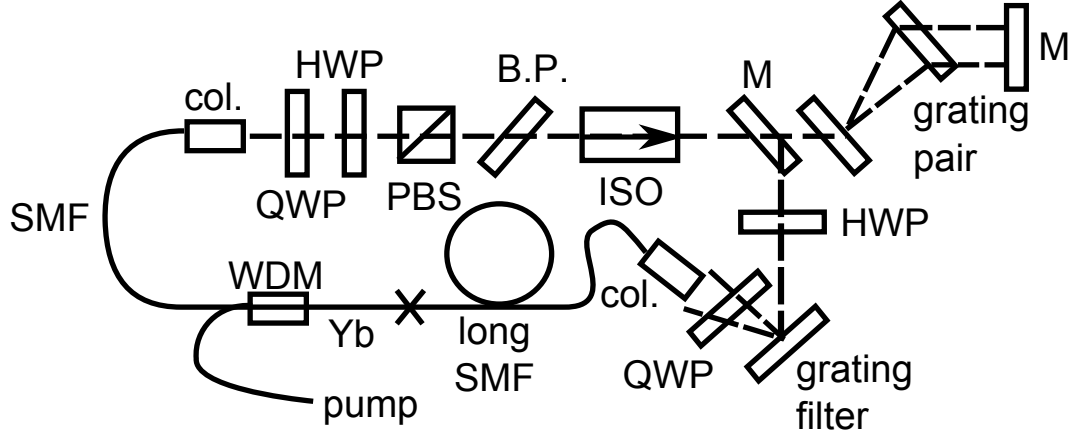 HWP
B.P.
M
M
col.
grating
pair
QWP
PBS
ISO
SMF
HWP
WDM
col.
Yb
long
SMF
QWP
grating
filter
pump